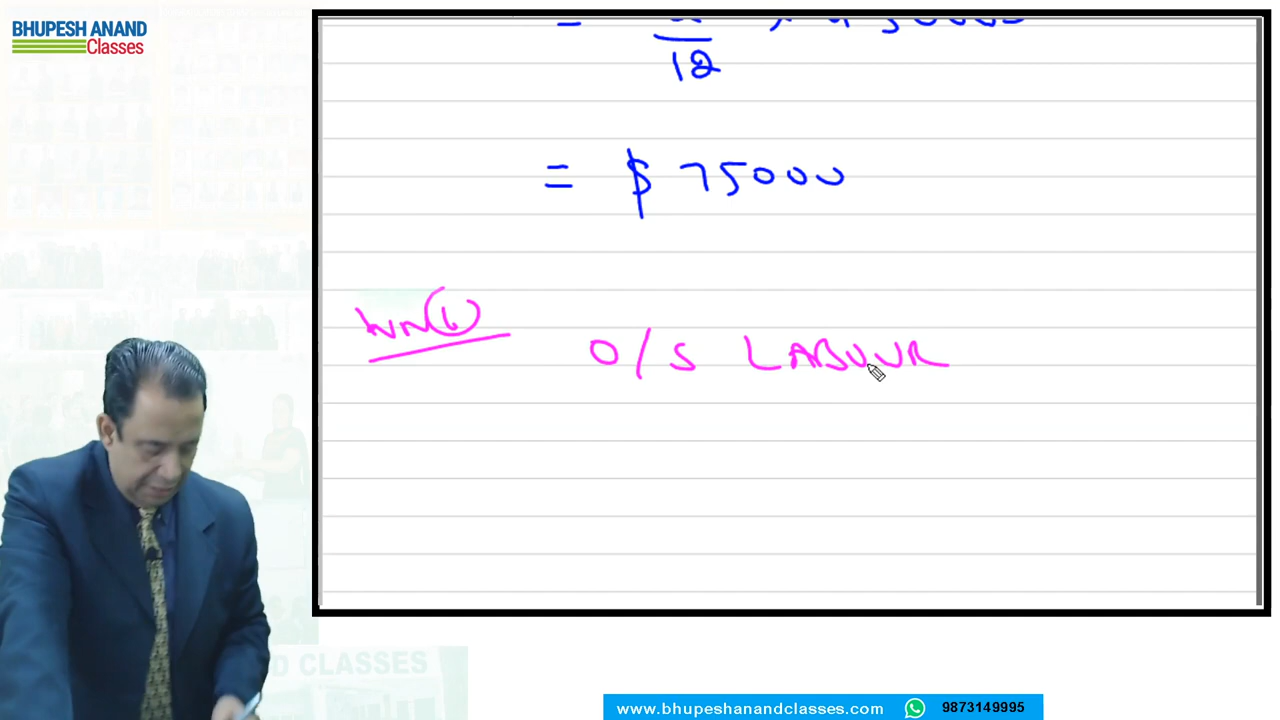 BHUPESH ANAND
Classes
=
12
= $ 75000
WN(6)
O/S LABOUR
D CLASSES
www.bhupeshanandclasses.com 9873149995